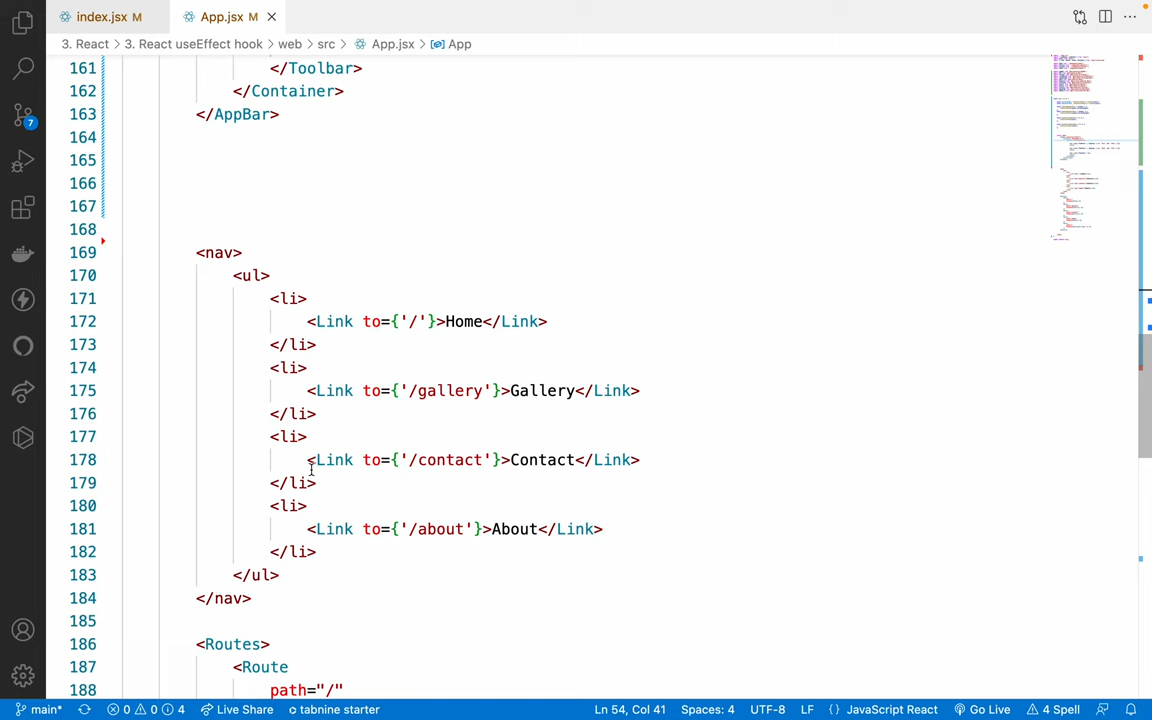 index.jsx M
App.jsx M
3. React > 3. React useEffect hook > web > src > App.jsx > App
161 </Toolbar>
162 </Container>
163 </AppBar>
164
165
166
167
168
169 <nav>
170 <ul>
171 <li>
172 <Link to={'/'}>Home</Link>
173 </li>
174 <li>
175 <Link to={'/gallery'}>Gallery</Link>
176 </li>
177 <li>
178 <Link to={'/contact'}>Contact</Link>
179 </li>
180 <li>
181 <Link to={'/about'}>About</Link>
182 </li>
183 </ul>
184 </nav>
185
186 <Routes>
187 <Route
188 path="/"
7
main* 0 0 4 Live Share tabnine starter Ln 54, Col 41 Spaces: 4 UTF-8 LF {} JavaScript React Go Live 4 Spell